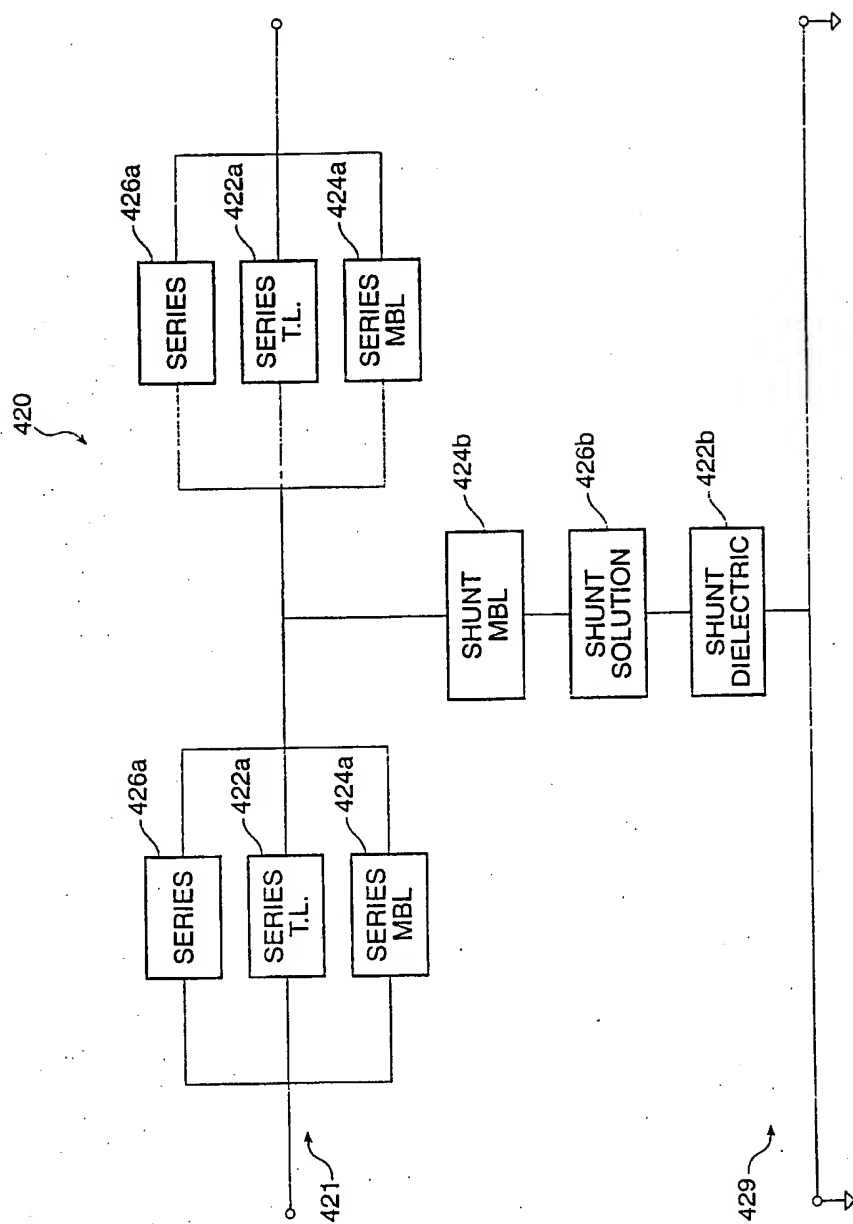 420
426a
SERIES
422a
SERIES
T.L.
424a
SERIES
MBL
426a
SERIES
422a
SERIES
T.L.
424a
SERIES
MBL
421
424b
SHUNT
MBL
426b
SHUNT
SOLUTION
422b
SHUNT
DIELECTRIC
429